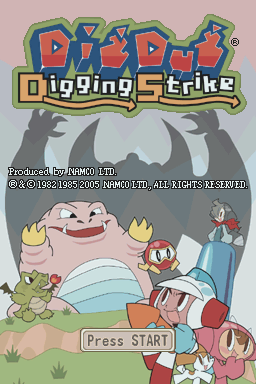 Dig Dug ®
Digging Strike
Produced by NAMCO LTD.
® & © 1982 1985 2005 NAMCO LTD., ALL RIGHTS RESERVED.
Press START